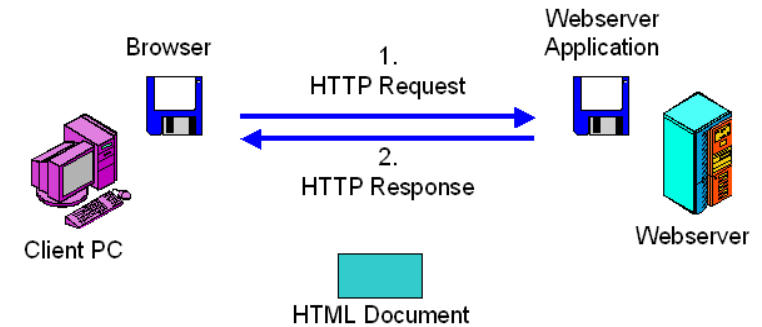 Browser
Webserver
Application
1.
HTTP Request
2.
HTTP Response
Client PC
Webserver
HTML Document